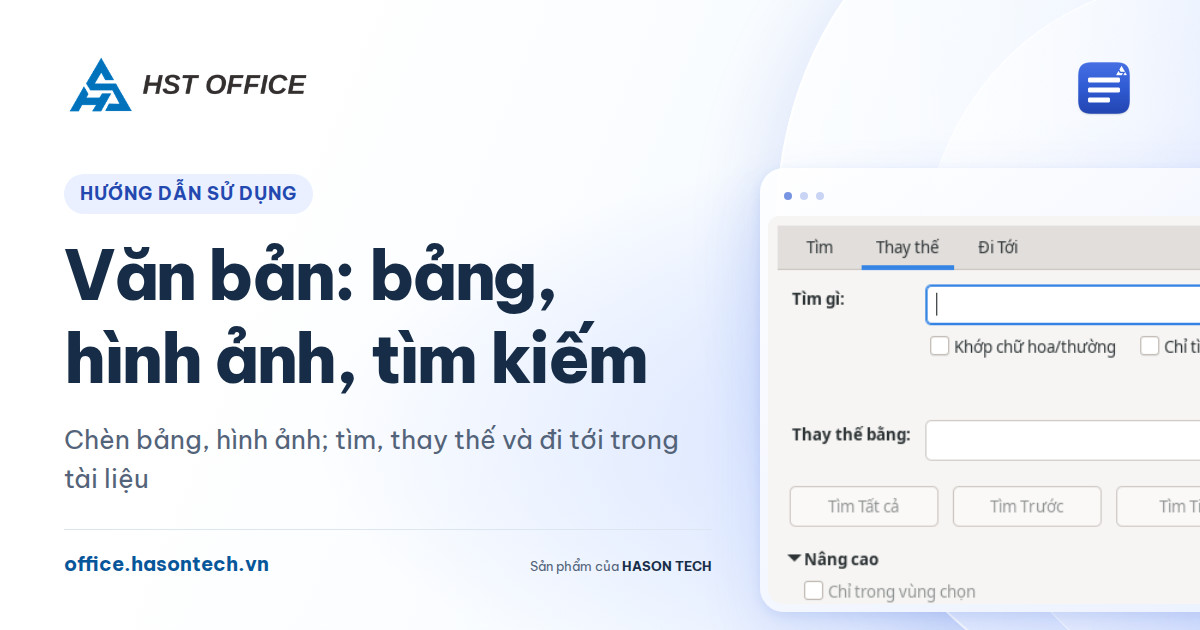 HST OFFICE
HƯỚNG DẪN SỬ DỤNG
Văn bản: bảng,
hình ảnh, tìm kiếm
Chèn bảng, hình ảnh; tìm, thay thế và đi tới trong
tài liệu
office.hasontech.vn
Sản phẩm của HASON TECH
Tìm Thay thế Đi Tới
Tìm gì:
Khớp chữ hoa/thường Chỉ
Thay thế bằng:
Tìm Tất cả Tìm Trước Tìm
Nâng cao
Chỉ trong vùng chọn